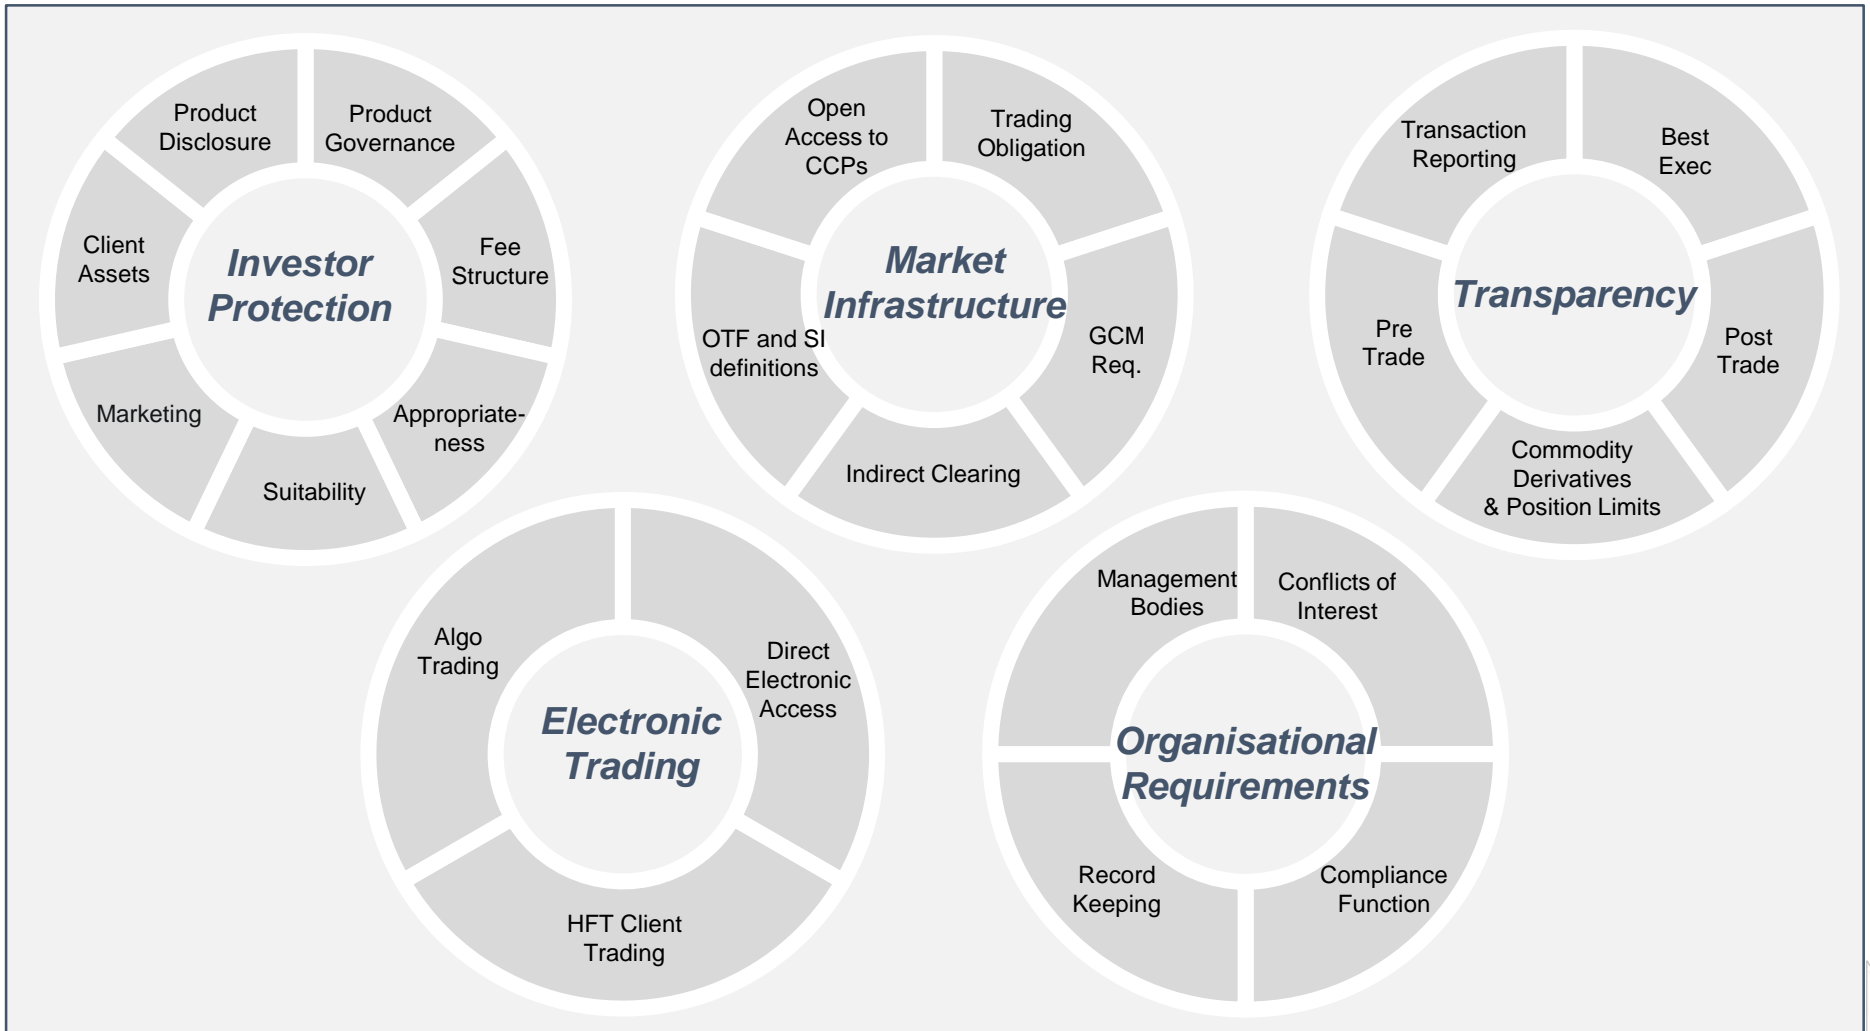 Product
Disclosure
Product
Governance
Client
Assets
Fee
Structure
Investor
Protection
Marketing
Appropriate-
ness
Suitability
Open
Access to
CCPs
Trading
Obligation
Market
Infrastructure
OTF and SI
definitions
GCM
Req.
Indirect Clearing
Transaction
Reporting
Best
Exec
Transparency
Pre
Trade
Post
Trade
Commodity
Derivatives
& Position Limits
Algo
Trading
Direct
Electronic
Access
Electronic
Trading
HFT Client
Trading
Management
Bodies
Conflicts of
Interest
Organisational
Requirements
Record
Keeping
Compliance
Function